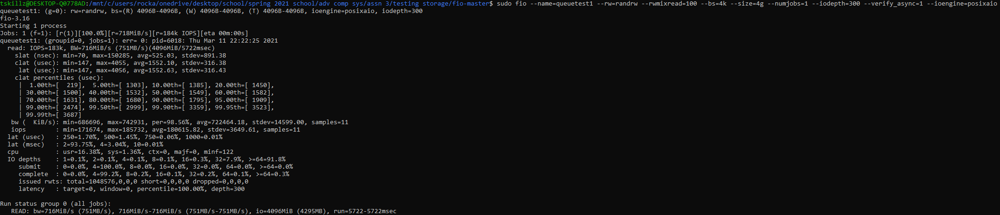 tskillz@DESKTOP-Q0778AD:/mnt/c/users/rocka/onedrive/desktop/school/spring 2021 school/adv comp sys/assn 3/testing storage/fio-master$ sudo fio --name=queuetest1 --rw=randrw --rwmixread=100 --bs=4k --size=4g --numjobs=1 --iodepth=300 --verify_async=1 --ioengine=posixaio
queuetest1: (g=0): rw=randrw, bs=(R) 4096B-4096B, (W) 4096B-4096B, (T) 4096B-4096B, ioengine=posixaio, iodepth=300
fio-3.16
Starting 1 process
Jobs: 1 (f=1): [r(1)][100.0%][r=718MiB/s][r=184k IOPS][eta 00m:00s]
queuetest1: (groupid=0, jobs=1): err= 0: pid=6018: Thu Mar 11 22:22:25 2021
  read: IOPS=183k, BW=716MiB/s (751MB/s)(4096MiB/5722msec)
    slat (nsec): min=70, max=150285, avg=525.03, stdev=891.38
    clat (usec): min=147, max=4055, avg=1552.10, stdev=316.38
     lat (usec): min=147, max=4056, avg=1552.63, stdev=316.43
    clat percentiles (usec):
     |  1.00th=[  219],  5.00th=[ 1303], 10.00th=[ 1385], 20.00th=[ 1450],
     | 30.00th=[ 1500], 40.00th=[ 1532], 50.00th=[ 1549], 60.00th=[ 1582],
     | 70.00th=[ 1631], 80.00th=[ 1680], 90.00th=[ 1795], 95.00th=[ 1909],
     | 99.00th=[ 2474], 99.50th=[ 2999], 99.90th=[ 3359], 99.95th=[ 3523],
     | 99.99th=[ 3687]
   bw (  KiB/s): min=686696, max=742931, per=98.56%, avg=722464.18, stdev=14599.00, samples=11
   iops        : min=171674, max=185732, avg=180615.82, stdev=3649.61, samples=11
  lat (usec)   : 250=1.70%, 500=1.45%, 750=0.06%, 1000=0.01%
  lat (msec)   : 2=93.75%, 4=3.04%, 10=0.01%
  cpu          : usr=16.38%, sys=1.36%, ctx=0, majf=0, minf=122
  IO depths    : 1=0.1%, 2=0.1%, 4=0.1%, 8=0.1%, 16=0.3%, 32=7.9%, >=64=91.8%
     submit    : 0=0.0%, 4=100.0%, 8=0.0%, 16=0.0%, 32=0.0%, 64=0.0%, >=64=0.0%
     complete  : 0=0.0%, 4=99.2%, 8=0.2%, 16=0.1%, 32=0.2%, 64=0.1%, >=64=0.3%
     issued rwts: total=1048576,0,0,0 short=0,0,0,0 dropped=0,0,0,0
     latency   : target=0, window=0, percentile=100.00%, depth=300
Run status group 0 (all jobs):
   READ: bw=716MiB/s (751MB/s), 716MiB/s-716MiB/s (751MB/s-751MB/s), io=4096MiB (4295MB), run=5722-5722msec